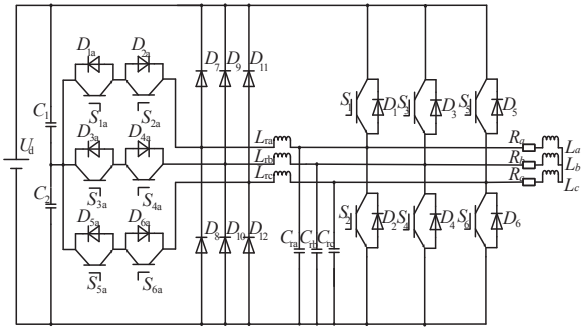 D1a D2a D7 D9 D11
C1 S1a S2a S1 D1 S3 D3 S5 D5
D3a D4a Lra Ra La
Ud Lrb Rb Lb
C2 S3a S4a Lrc Rc Lc
D5a D6a D8 D10 D12 Cra Crb Crc S2 D2 S4 D4 S6 D6
S5a S6a